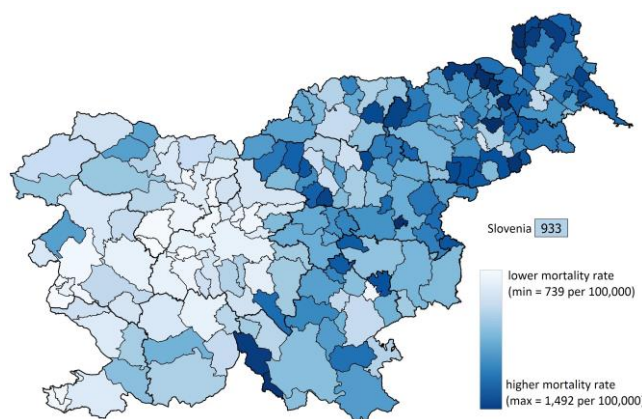 Slovenia 933
lower mortality rate
(min = 739 per 100,000)
higher mortality rate
(max = 1,492 per 100,000